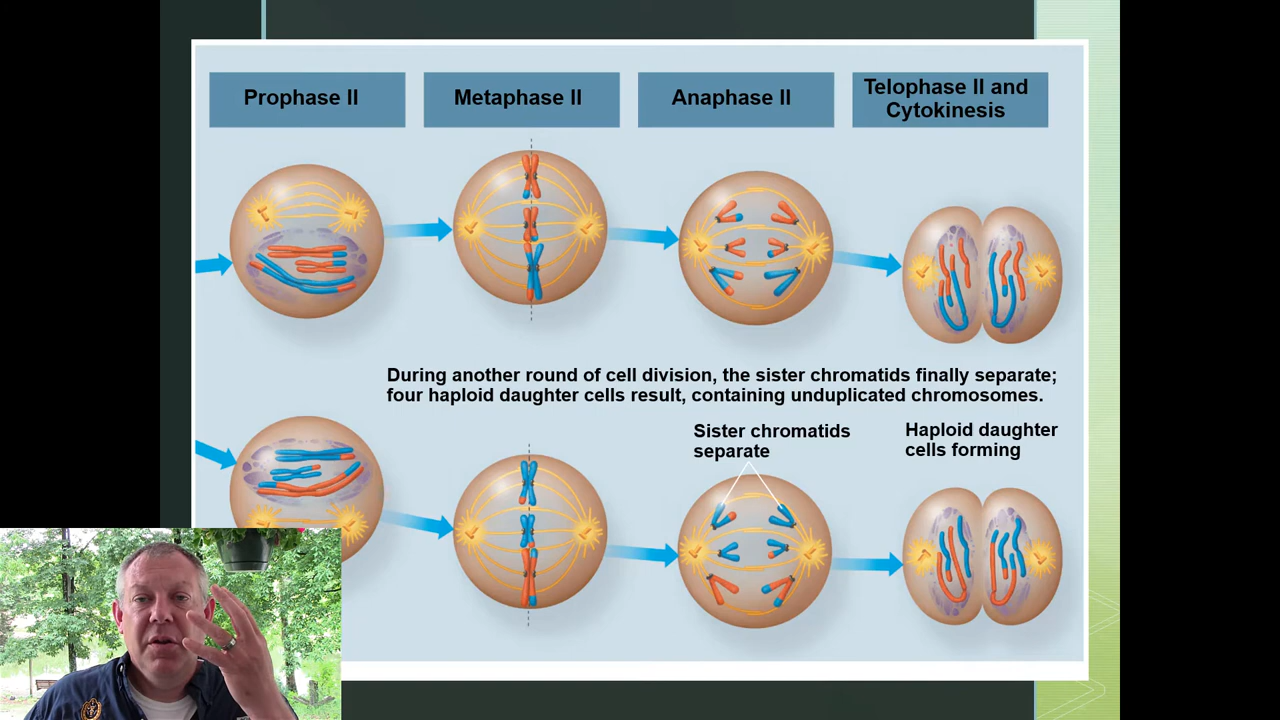 Prophase II
Metaphase II
Anaphase II
Telophase II and
Cytokinesis
During another round of cell division, the sister chromatids finally separate;
four haploid daughter cells result, containing unduplicated chromosomes.
Sister chromatids
separate
Haploid daughter
cells forming